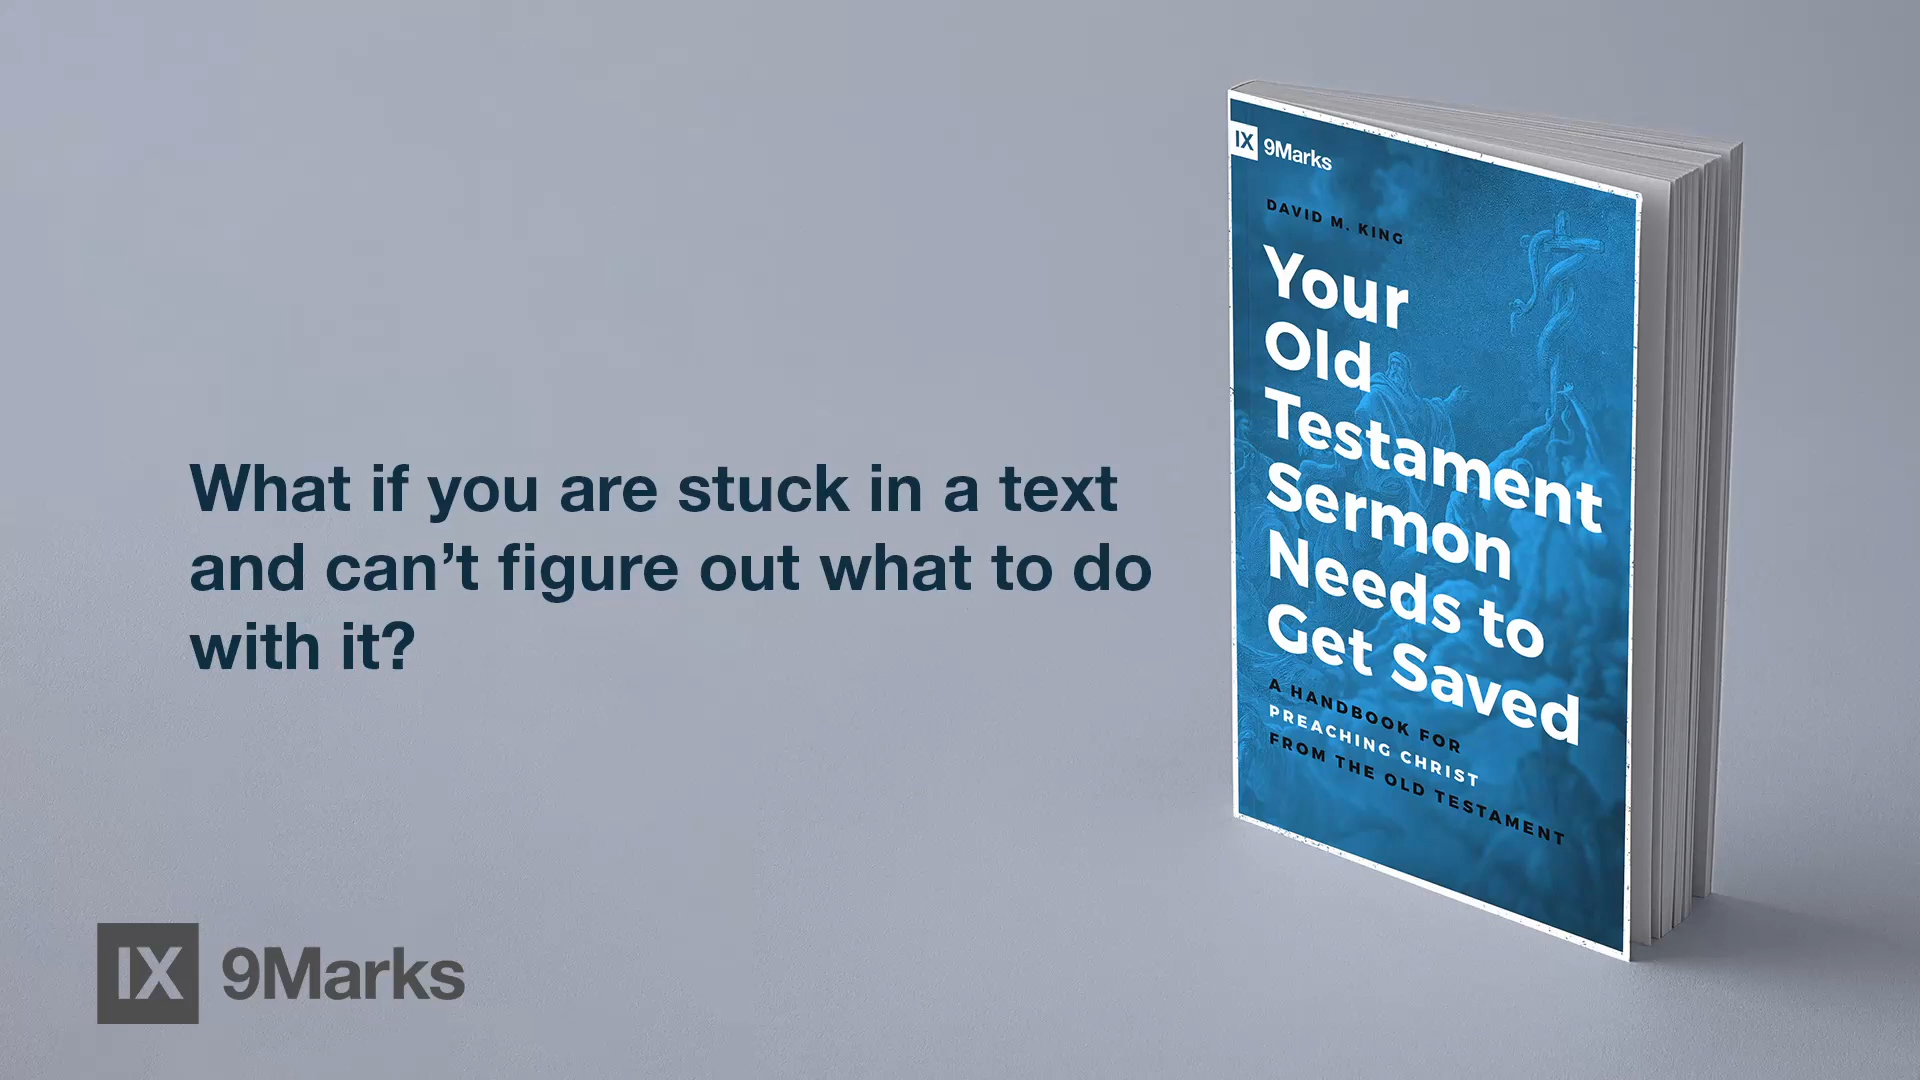 What if you are stuck in a text
and can’t figure out what to do
with it?
IX 9Marks
IX 9Marks
DAVID M. KING
Your
Old
Testament
Sermon
Needs to
Get Saved
A HANDBOOK FOR
PREACHING CHRIST
FROM THE OLD TESTAMENT